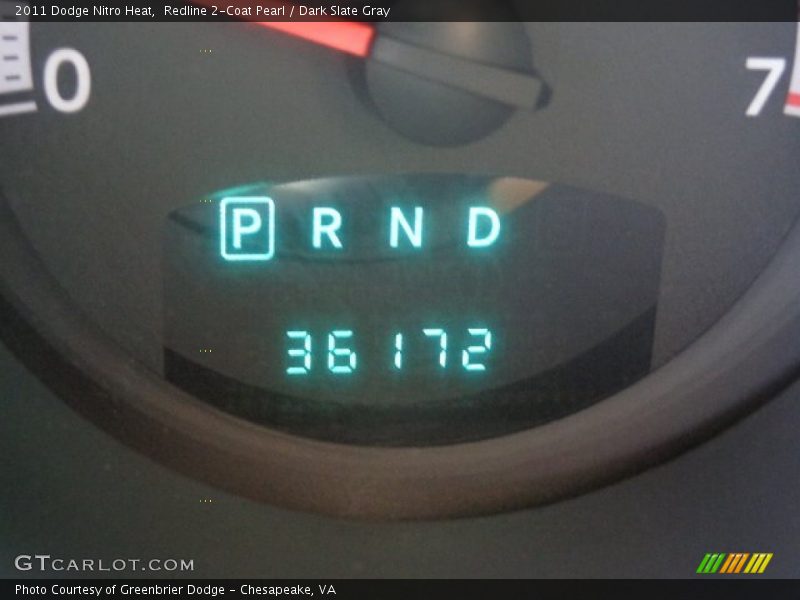 2011 Dodge Nitro Heat,  Redline 2-Coat Pearl / Dark Slate Gray
0
7
P R N D
36172
GTCARLOT.COM
Photo Courtesy of Greenbrier Dodge - Chesapeake, VA